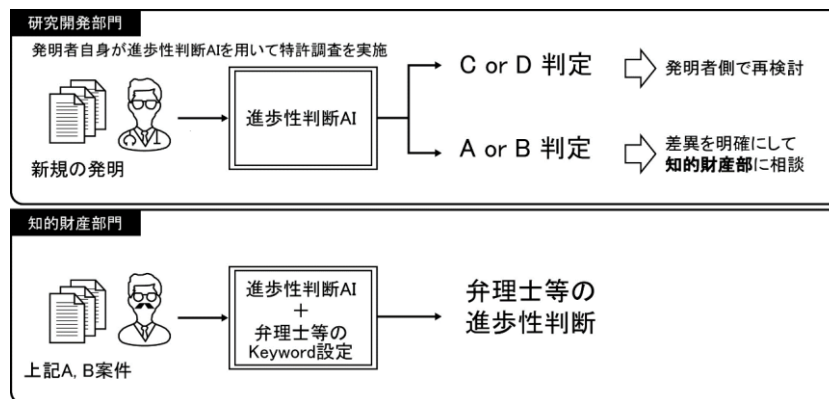 研究開発部門
発明者自身が進歩性判断AIを用いて特許調査を実施
新規の発明
進歩性判断AI
C or D 判定
発明者側で再検討
A or B 判定
差異を明確にして
知的財産部に相談
知的財産部門
上記A, B案件
進歩性判断AI
+
弁理士等の
Keyword設定
弁理士等の
進歩性判断